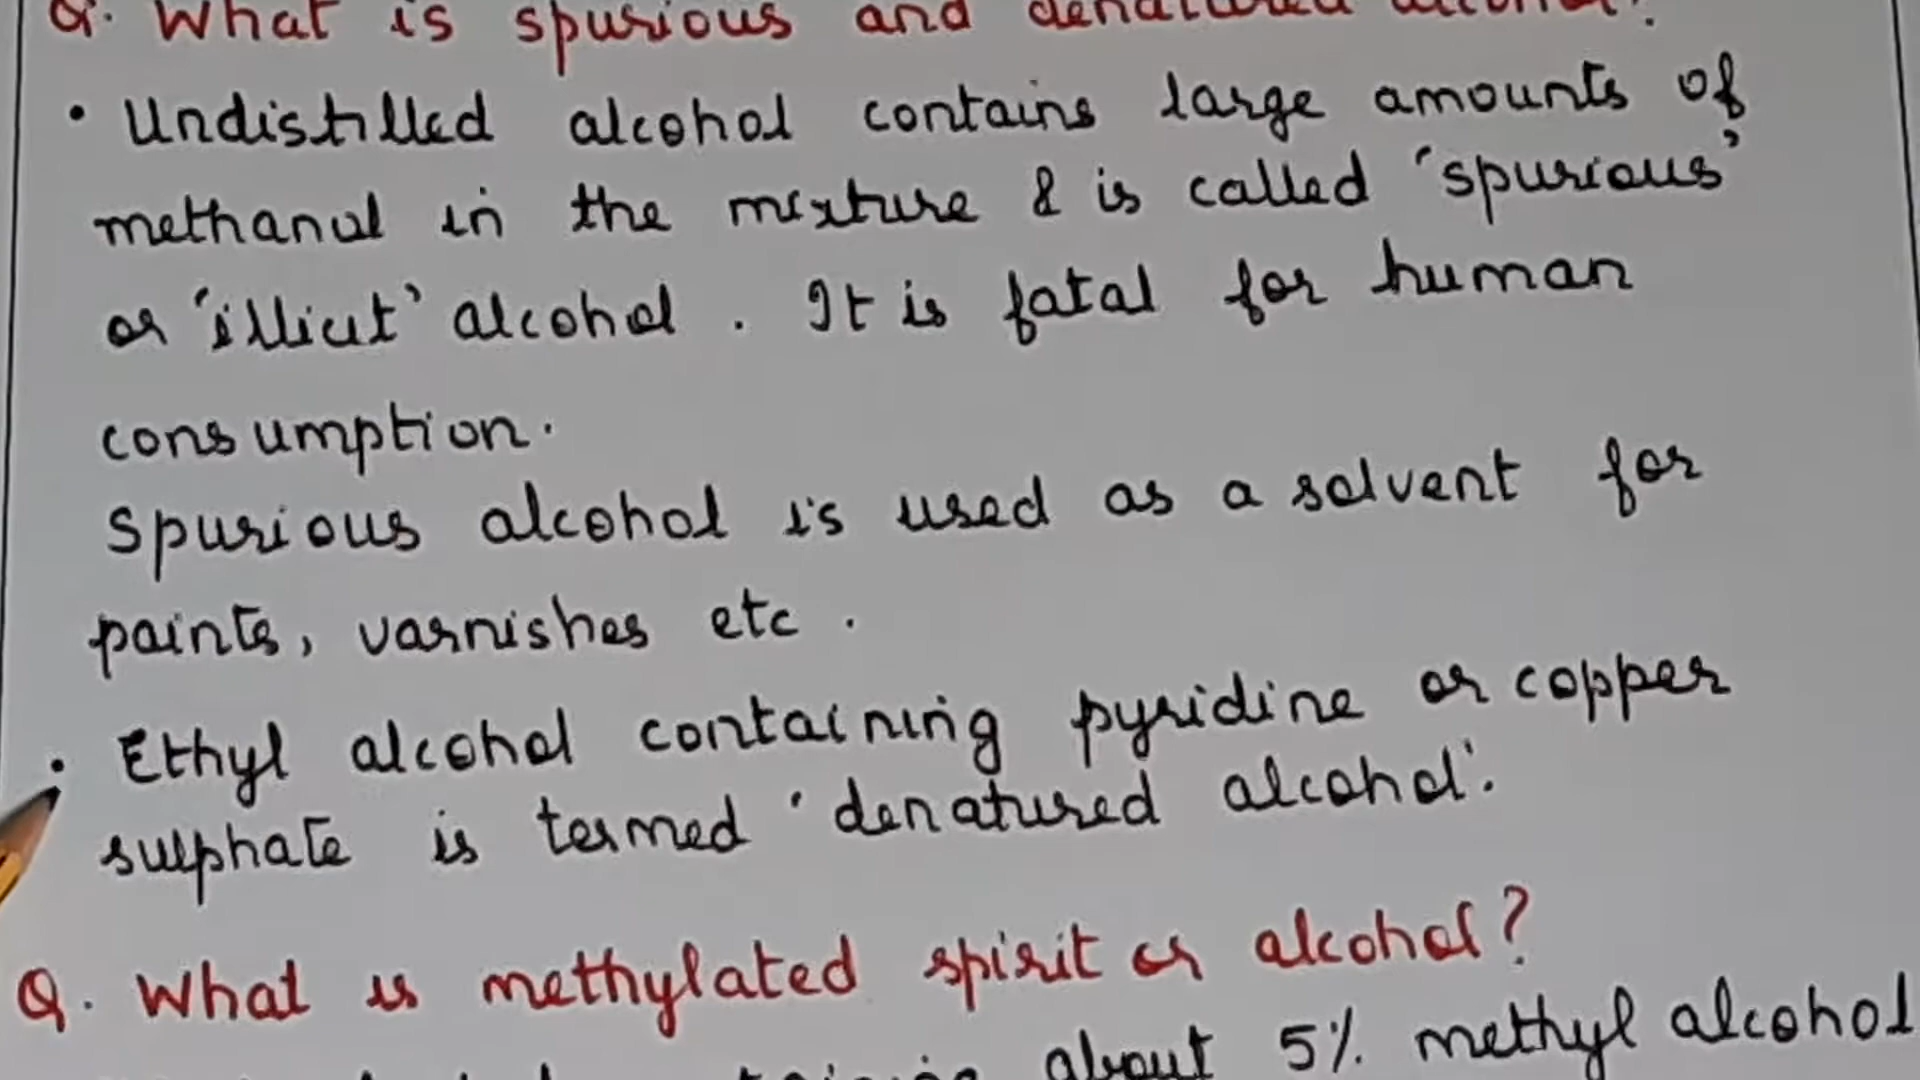 Q. What is spurious and denatured alcohol?
• Undistilled alcohol contains large amounts of
methanol in the mixture & is called 'spurious'
or 'illicit' alcohol. It is fatal for human
consumption.
Spurious alcohol is used as a solvent for
paints, varnishes etc.
• Ethyl alcohol containing pyridine or copper
sulphate is termed 'denatured alcohol'.
Q. What is methylated spirit or alcohol?
about 5% methyl alcohol